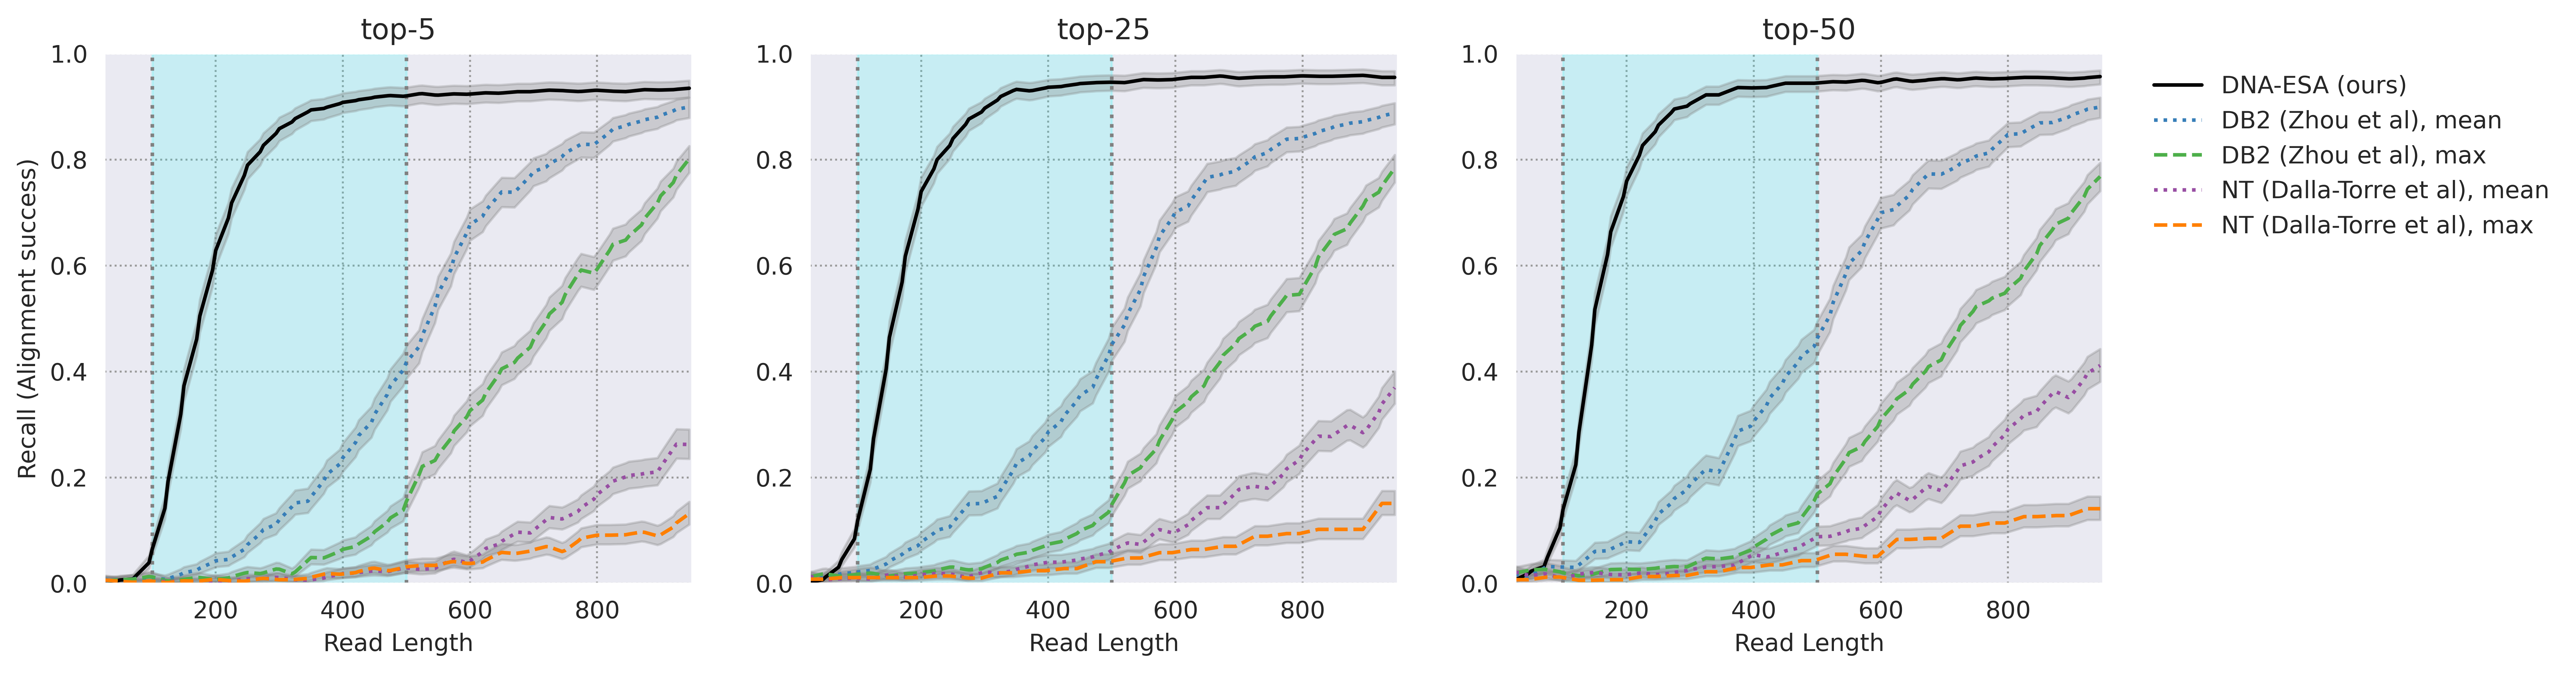 top-5
top-25
top-50
Recall (Alignment success)
1.0
0.8
0.6
0.4
0.2
0.0
200 400 600 800
Read Length
1.0
0.8
0.6
0.4
0.2
0.0
200 400 600 800
Read Length
1.0
0.8
0.6
0.4
0.2
0.0
200 400 600 800
Read Length
DNA-ESA (ours)
DB2 (Zhou et al), mean
DB2 (Zhou et al), max
NT (Dalla-Torre et al), mean
NT (Dalla-Torre et al), max